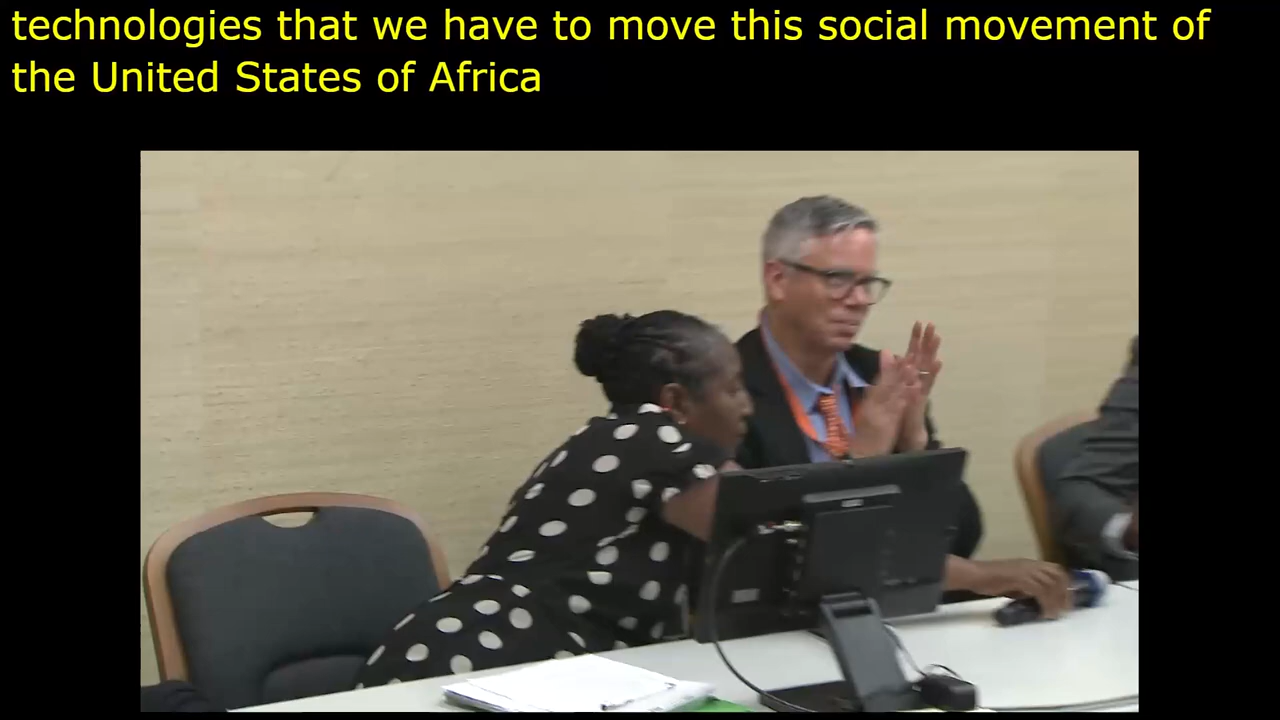 technologies that we have to move this social movement of
the United States of Africa